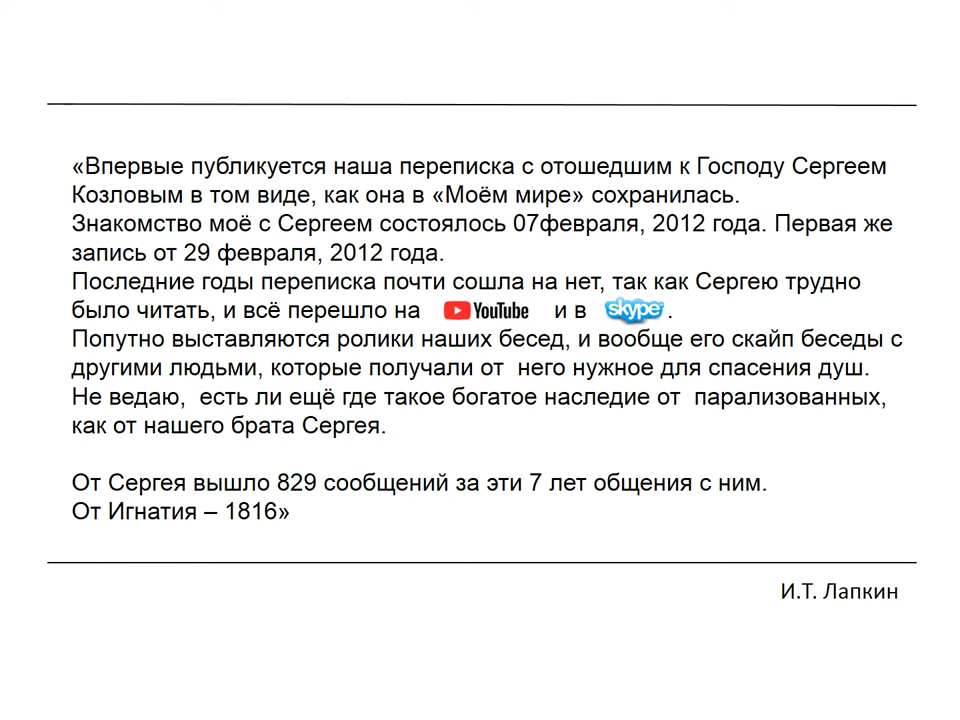 «Впервые публикуется наша переписка с отошедшим к Господу Сергеем
Козловым в том виде, как она в «Моём мире» сохранилась.
Знакомство моё с Сергеем состоялось 07февраля, 2012 года. Первая же
запись от 29 февраля, 2012 года.
Последние годы переписка почти сошла на нет, так как Сергею трудно
было читать, и всё перешло на YouTube и в skype .
Попутно выставляются ролики наших бесед, и вообще его скайп беседы с
другими людьми, которые получали от  него нужное для спасения душ.
Не ведаю,  есть ли ещё где такое богатое наследие от  парализованных,
как от нашего брата Сергея.
От Сергея вышло 829 сообщений за эти 7 лет общения с ним.
От Игнатия – 1816»
И.Т. Лапкин